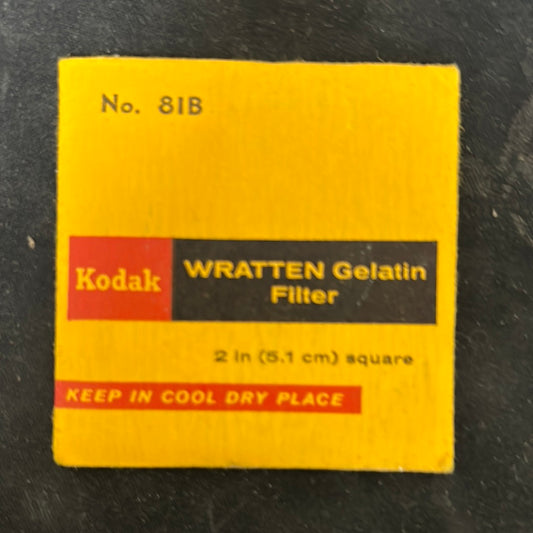 No. 81B
Kodak
WRATTEN Gelatin
Filter
2 in (5.1 cm) square
KEEP IN COOL DRY PLACE